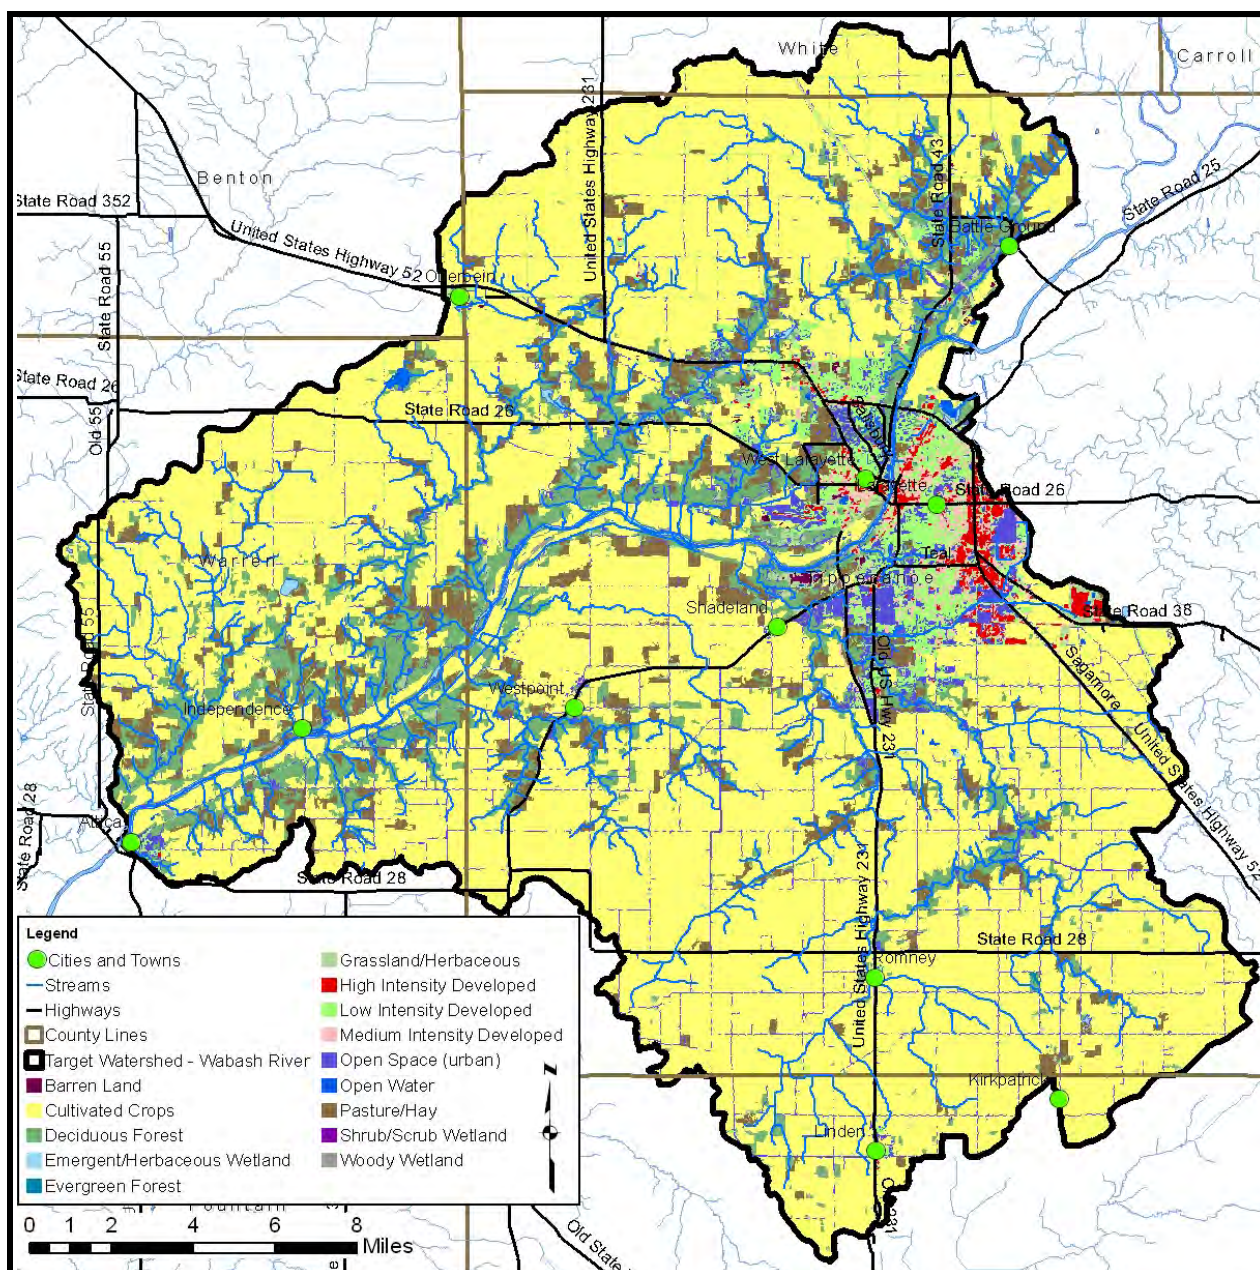 White
Carroll
United States Highway 231
Benton
State Road 43
State Road 25
State Road 352
Battle Ground
United States Highway 52
State Road 55
Otterbein
State Road 26
Old 55
State Road 26
West Lafayette
Lafayette
State Road 26
Warren
Teal
Tippecanoe
Shadeland
State Road 38
State Road 55
Old US Hwy 231
Sagamore
Westpoint
Independence
United States Highway 52
State Road 28
Attica
State Road 28
United States Highway 231
State Road 28
Romney
Kirkpatrick
Linden
Old State
Legend
Cities and Towns
Streams
Highways
County Lines
Target Watershed - Wabash River
Barren Land
Cultivated Crops
Deciduous Forest
Emergent/Herbaceous Wetland
Evergreen Forest
Grassland/Herbaceous
High Intensity Developed
Low Intensity Developed
Medium Intensity Developed
Open Space (urban)
Open Water
Pasture/Hay
Shrub/Scrub Wetland
Woody Wetland
N
0 1 2 4 6 8
Miles